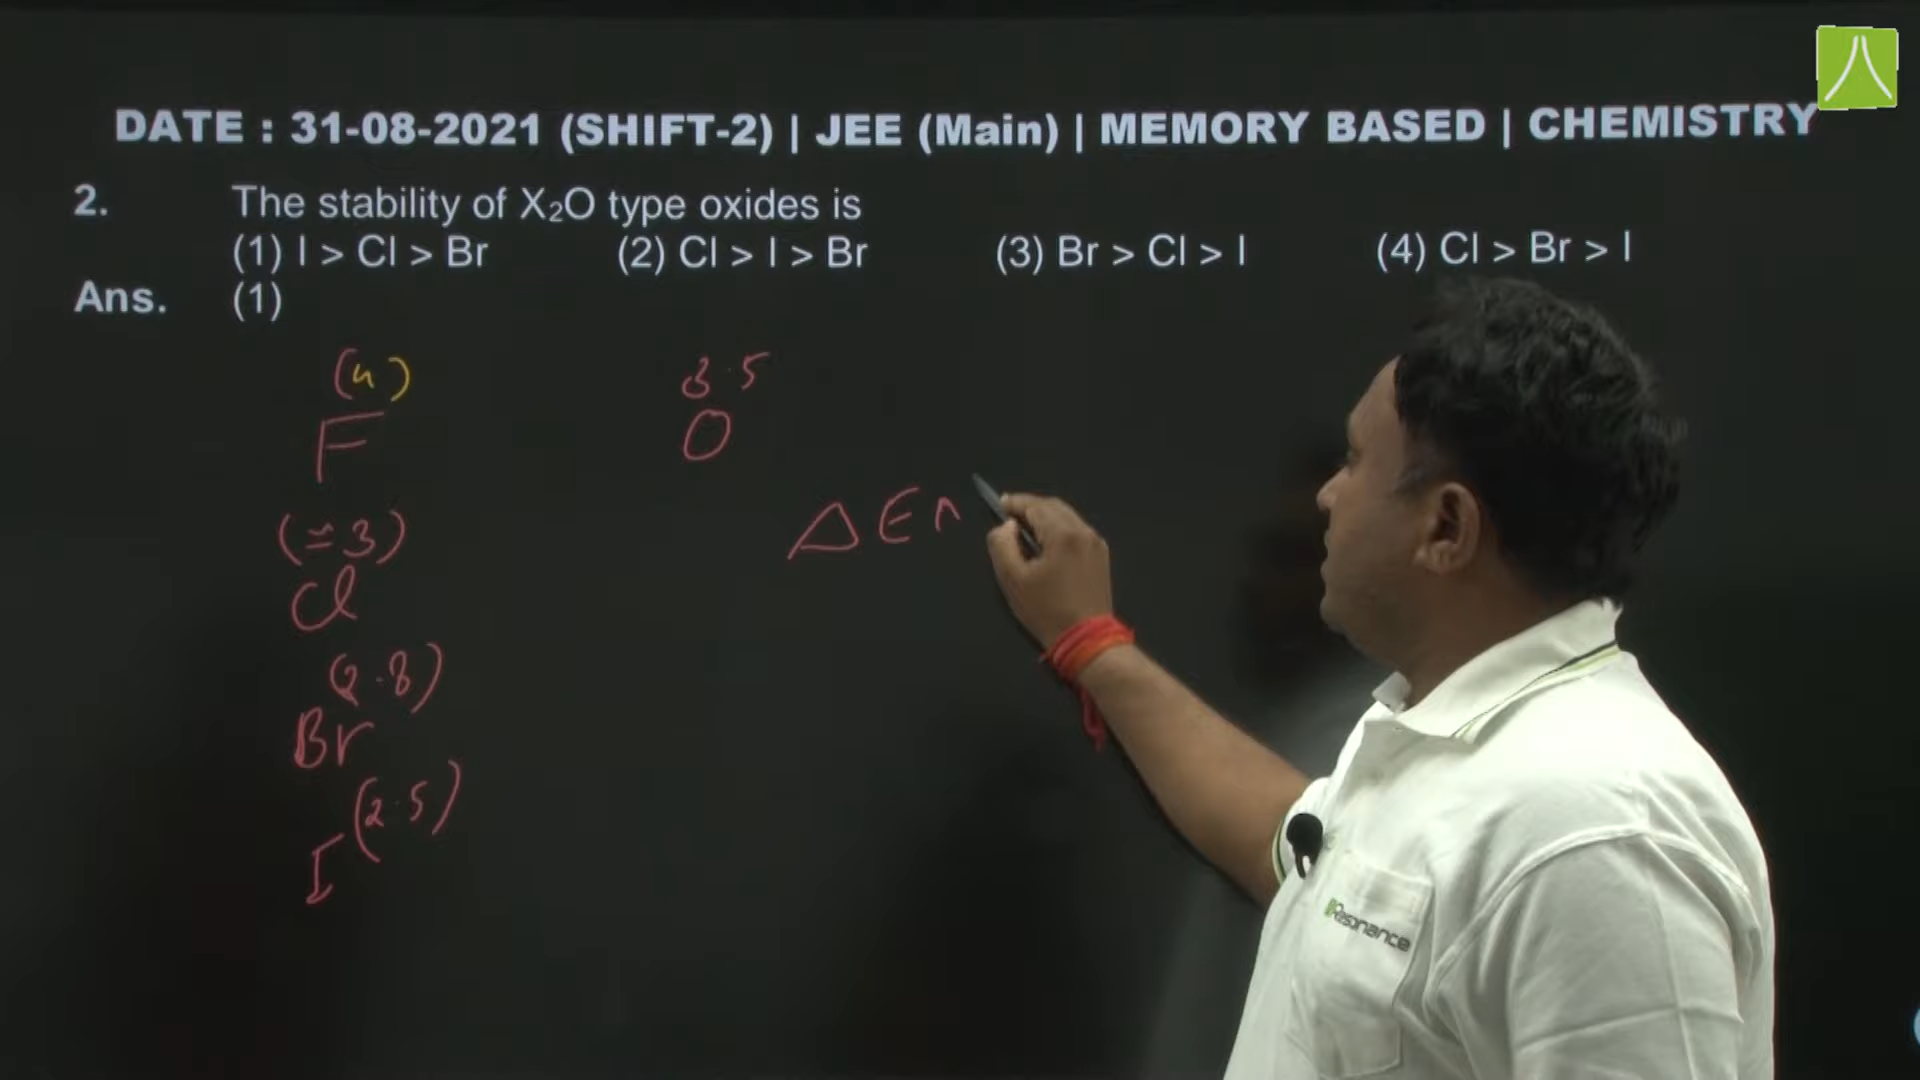 DATE : 31-08-2021 (SHIFT-2) | JEE (Main) | MEMORY BASED | CHEMISTRY
2. The stability of X₂O type oxides is
(1) I > Cl > Br (2) Cl > I > Br (3) Br > Cl > I (4) Cl > Br > I
Ans. (1)
(4) 3.5
F O
ΔEN
(≈3)
Cl
(2.8)
Br
(2.5)
I
Resonance